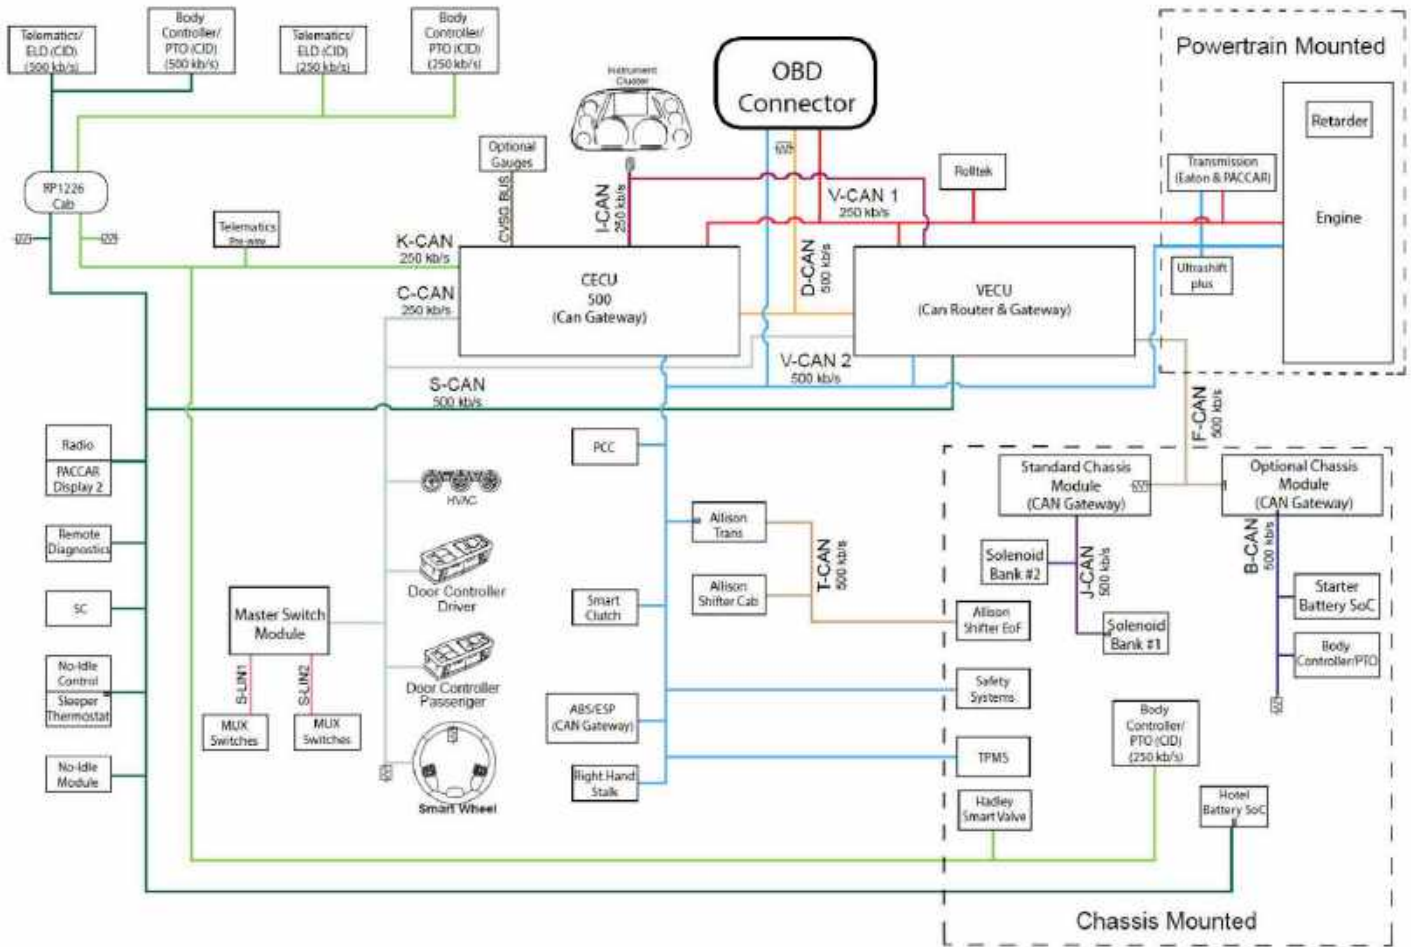 Telematics/
ELD (CID)
(500 kb/s)
Body
Controller/
PTO (CID)
(500 kb/s)
Telematics/
ELD (CID)
(250 kb/s)
Body
Controller/
PTO (CID)
(250 kb/s)
Instrument
Cluster
OBD
Connector
Powertrain Mounted
Retarder
Engine
Transmission
(Eaton & PACCAR)
Ultrashift
plus
Rolltek
Optional
Gauges
CVSG BUS
I-CAN
250 kb/s
V-CAN 1
250 kb/s
RP1226
Cab
Telematics
Pre-wire
K-CAN
250 kb/s
C-CAN
250 kb/s
CECU
500
(Can Gateway)
D-CAN
500 kb/s
VECU
(Can Router & Gateway)
V-CAN 2
500 kb/s
S-CAN
500 kb/s
F-CAN
500 kb/s
Radio
PACCAR
Display 2
Remote
Diagnostics
SC
No-Idle
Control
Sleeper
Thermostat
No-Idle
Module
HVAC
Door Controller
Driver
Door Controller
Passenger
Smart Wheel
Master Switch
Module
S-LIN1
S-LIN2
MUX
Switches
MUX
Switches
PCC
Smart
Clutch
ABS/ESP
(CAN Gateway)
Right Hand
Stalk
Allison
Trans
Allison
Shifter Cab
T-CAN
500 kb/s
Standard Chassis
Module
(CAN Gateway)
Optional Chassis
Module
(CAN Gateway)
Solenoid
Bank #2
J-CAN
500 kb/s
Solenoid
Bank #1
B-CAN
500 kb/s
Starter
Battery SoC
Body
Controller/PTO
Allison
Shifter EoF
Safety
Systems
TPMS
Hadley
Smart Valve
Body
Controller/
PTO (CID)
(250 kb/s)
Hotel
Battery SoC
Chassis Mounted